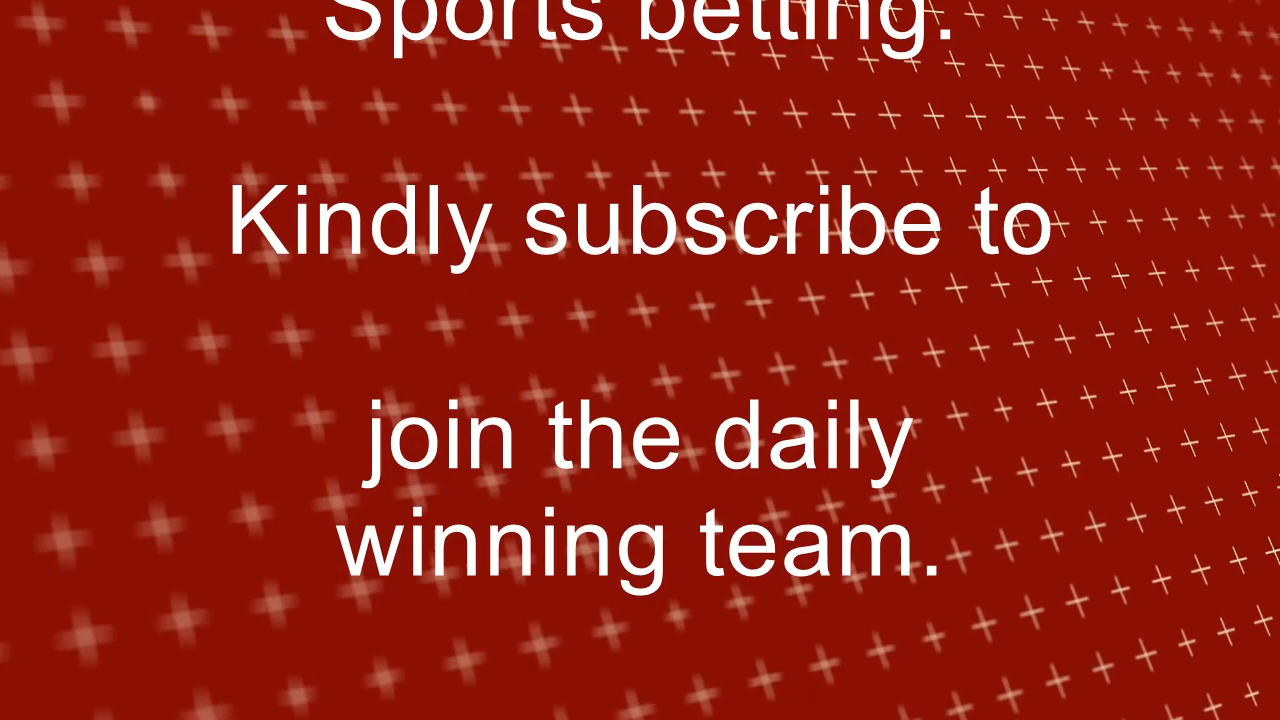 Sports betting.
Kindly subscribe to
join the daily
winning team.